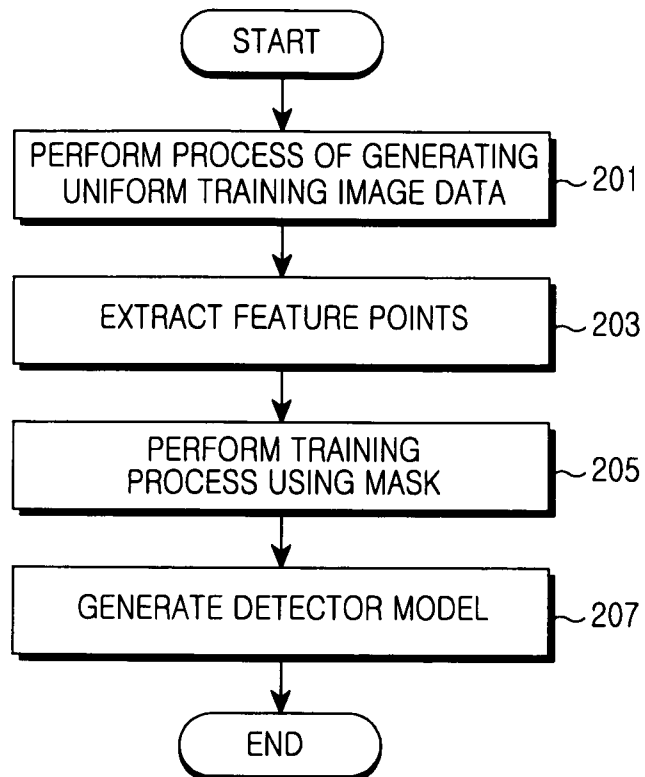 START
PERFORM PROCESS OF GENERATING
UNIFORM TRAINING IMAGE DATA
201
EXTRACT FEATURE POINTS
203
PERFORM TRAINING
PROCESS USING MASK
205
GENERATE DETECTOR MODEL
207
END